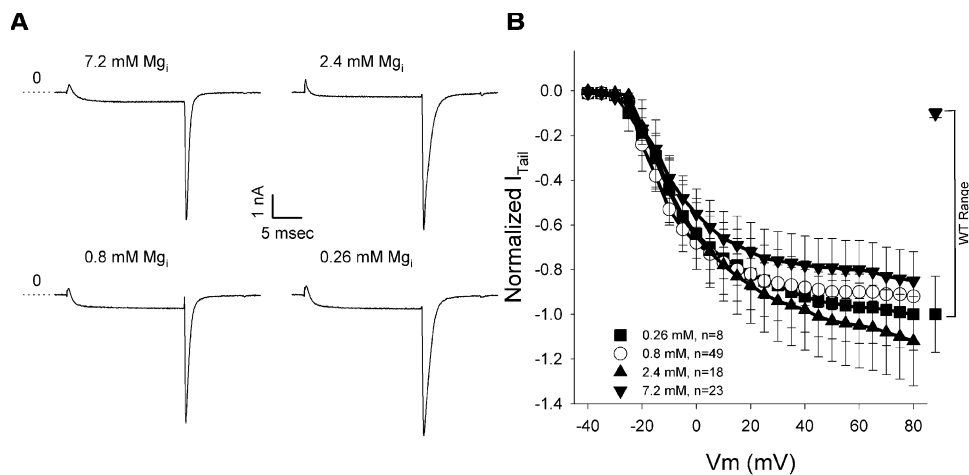 A
7.2 mM Mgi
2.4 mM Mgi
0
1 nA
5 msec
0.8 mM Mgi
0.26 mM Mgi
0
B
Normalized ITail
0.0
-0.2
-0.4
-0.6
-0.8
-1.0
-1.2
-1.4
0.26 mM, n=8
0.8 mM, n=49
2.4 mM, n=18
7.2 mM, n=23
WT Range
-40 -20 0 20 40 60 80
Vm (mV)